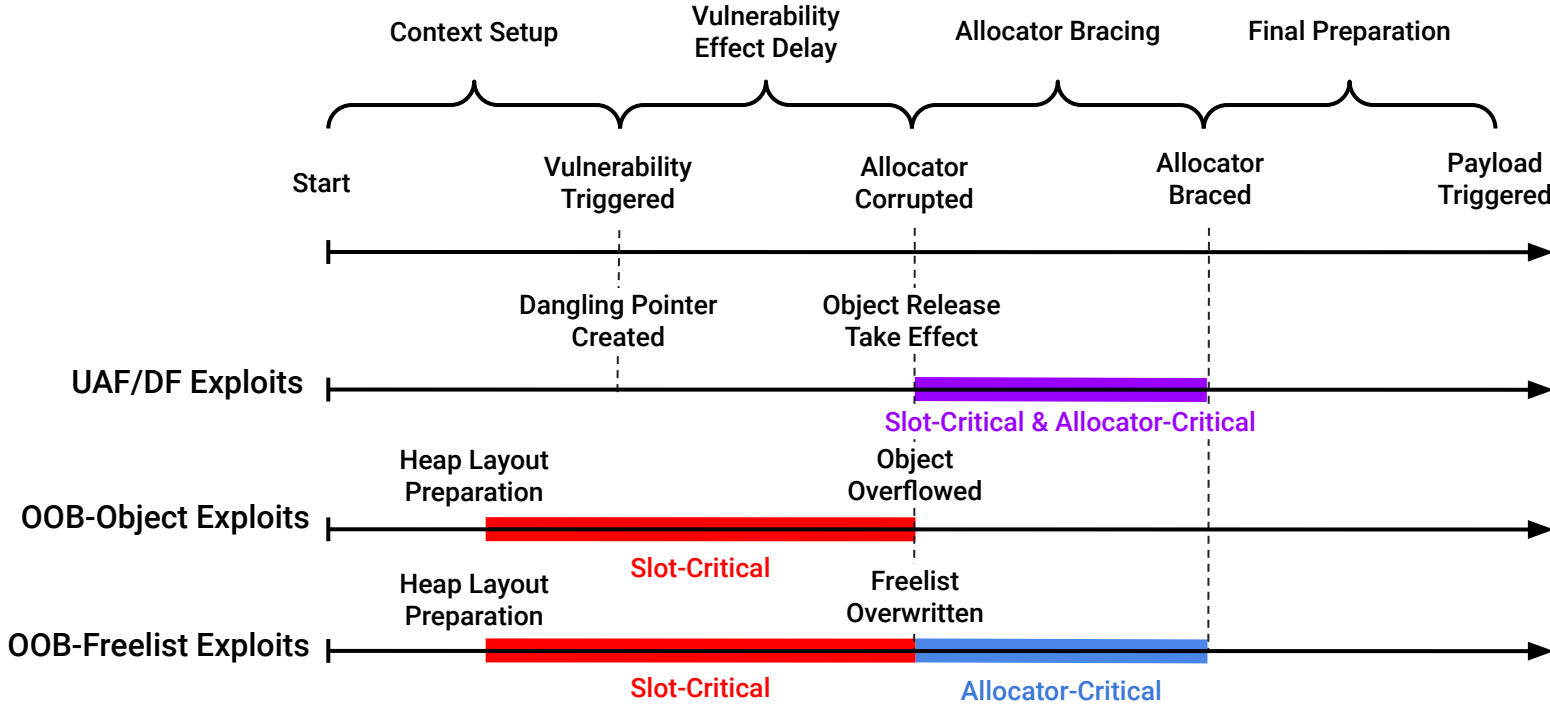 Context Setup
Vulnerability
Effect Delay
Allocator Bracing
Final Preparation
Start
Vulnerability
Triggered
Allocator
Corrupted
Allocator
Braced
Payload
Triggered
Dangling Pointer
Created
Object Release
Take Effect
UAF/DF Exploits
Slot-Critical & Allocator-Critical
Heap Layout
Preparation
Object
Overflowed
OOB-Object Exploits
Slot-Critical
Heap Layout
Preparation
Freelist
Overwritten
OOB-Freelist Exploits
Slot-Critical
Allocator-Critical